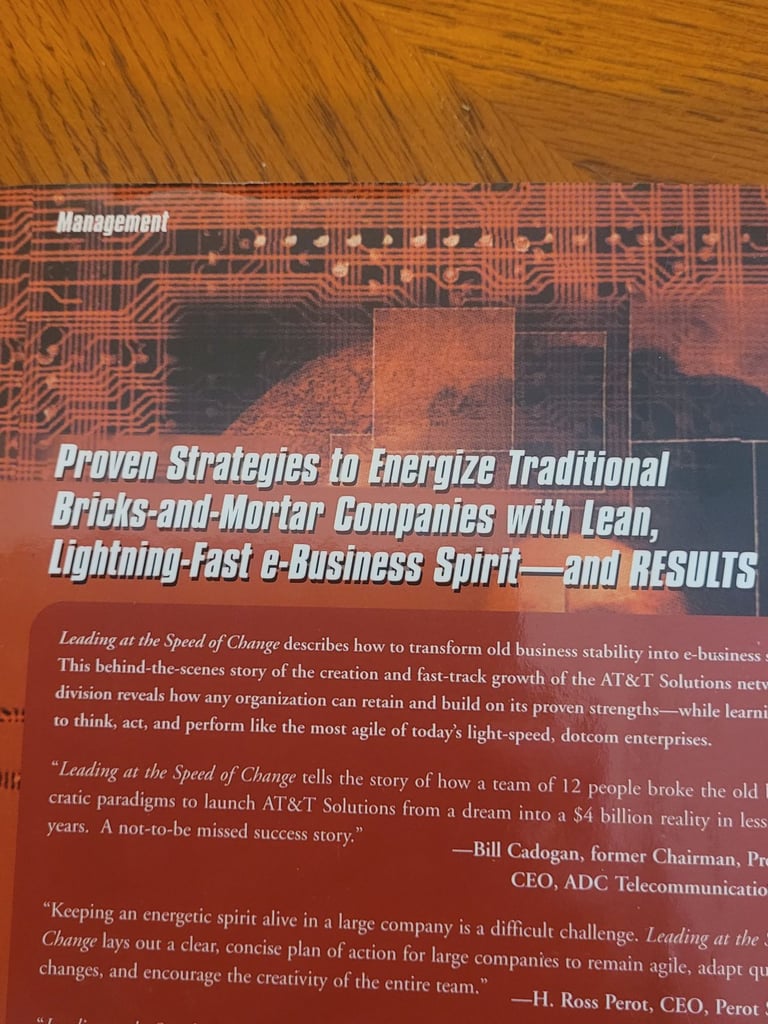 Management
Proven Strategies to Energize Traditional
Bricks-and-Mortar Companies with Lean,
Lightning-Fast e-Business Spirit—and RESULTS
Leading at the Speed of Change describes how to transform old business stability into e-business
This behind-the-scenes story of the creation and fast-track growth of the AT&T Solutions
division reveals how any organization can retain and build on its proven strengths—while
to think, act, and perform like the most agile of today's light-speed, dotcom enterprises.
“Leading at the Speed of Change tells the story of how a team of 12 people broke the old
cratic paradigms to launch AT&T Solutions from a dream into a $4 billion reality in less
years. A not-to-be missed success story.”
—Bill Cadogan, former Chairman,
CEO, ADC
“Keeping an energetic spirit alive in a large company is a difficult challenge. Leading at the
Change lays out a clear, concise plan of action for large companies to remain agile, adapt
changes, and encourage the creativity of the entire team.”
—H. Ross Perot, CEO, Perot